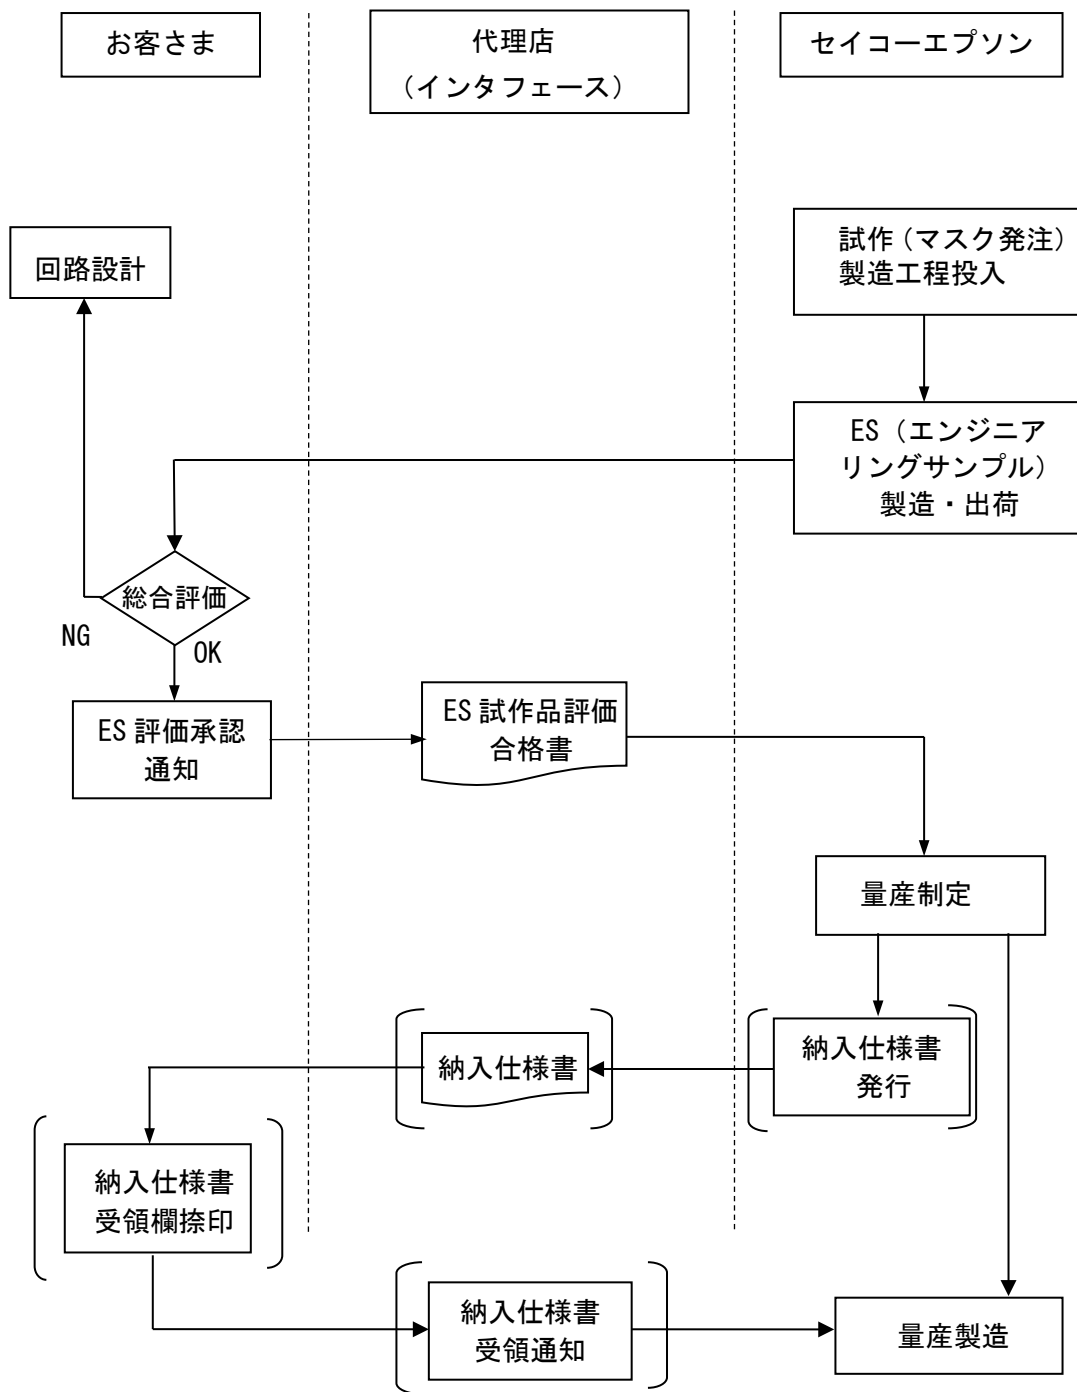 お客さま
代理店
（インタフェース）
セイコーエプソン
試作（マスク発注）
製造工程投入
回路設計
ES（エンジニア
リングサンプル）
製造・出荷
総合評価
NG
OK
ES 評価承認
通知
ES 試作品評価
合格書
量産制定
納入仕様書
発行
納入仕様書
納入仕様書
受領欄捺印
納入仕様書
受領通知
量産製造